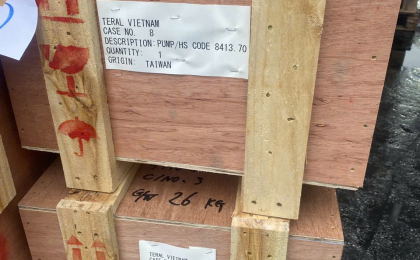 TERAL VIETNAM
CASE NO. 8
DESCRIPTION: PUMP/HS CODE 8413.70
QUANTITY: 1
ORIGIN: TAIWAN
C/NO. 3
G/W 26 KG
TERAL VIETNAM